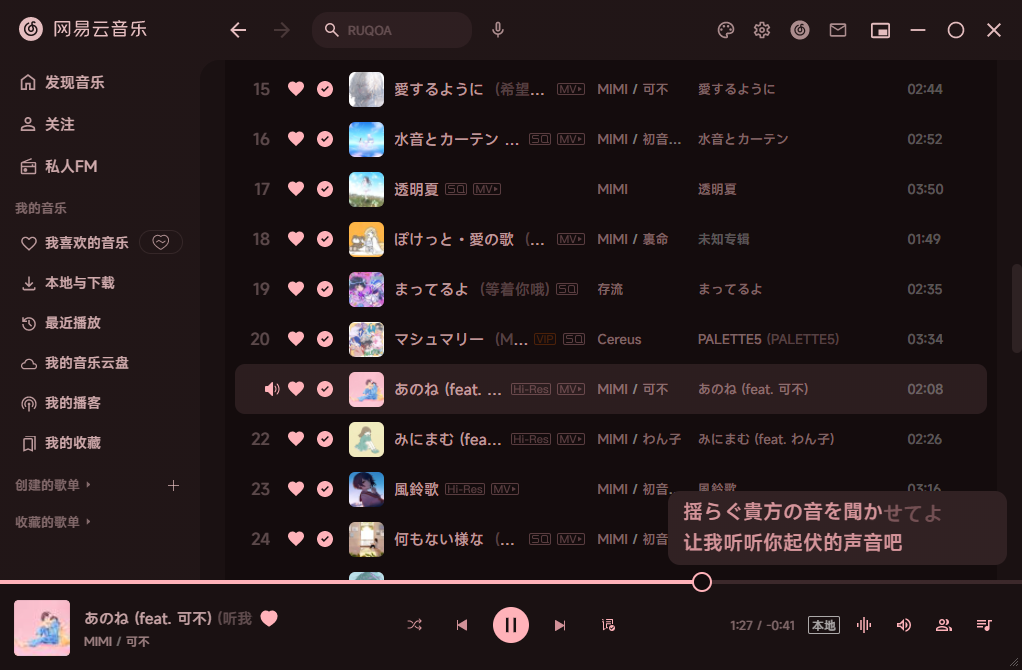 网易云音乐
RUQOA
发现音乐
关注
私人FM
我的音乐
我喜欢的音乐
本地与下载
最近播放
我的音乐云盘
我的播客
我的收藏
创建的歌单
收藏的歌单
15 愛するように (希望... MV MIMI / 可不 愛するように 02:44
16 水音とカーテン ... SQ MV MIMI / 初音... 水音とカーテン 02:52
17 透明夏 SQ MV MIMI 透明夏 03:50
18 ぽけっと・愛の歌 (... MV MIMI / 裏命 未知专辑 01:49
19 まってるよ (等着你哦) SQ 存流 まってるよ 02:35
20 マシュマリー (M... VIP SQ Cereus PALETTE5 (PALETTE5) 03:34
あのね (feat. ... Hi-Res MV MIMI / 可不 あのね (feat. 可不) 02:08
22 みにまむ (fea... Hi-Res MV MIMI / わん子 みにまむ (feat. わん子) 02:26
23 風鈴歌 Hi-Res MV MIMI / 初音... 風鈴歌 03:16
24 何もない様な (... SQ MV MIMI / 初音
揺らぐ貴方の音を聞かせてよ
让我听听你起伏的声音吧
あのね (feat. 可不) (听我
MIMI / 可不
1:27 / -0:41 本地